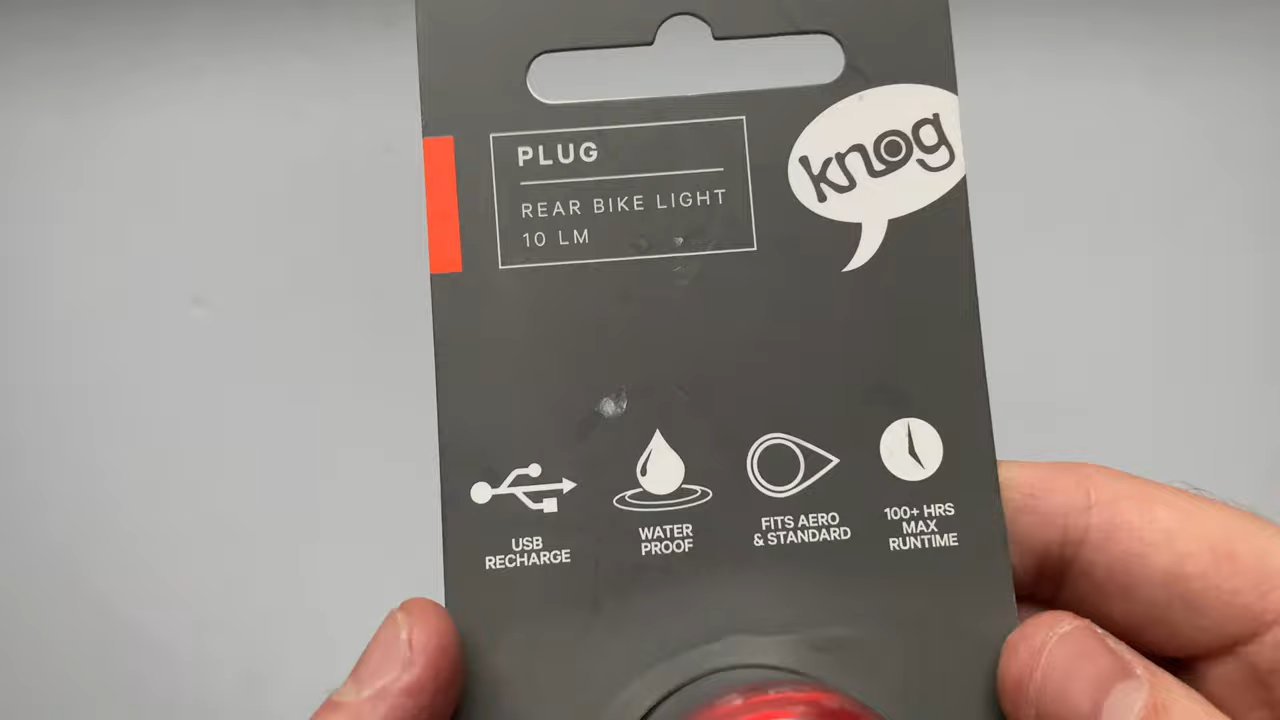 PLUG
REAR BIKE LIGHT
10 LM
knog
USB
RECHARGE
WATER
PROOF
FITS AERO
& STANDARD
100+ HRS
MAX
RUNTIME